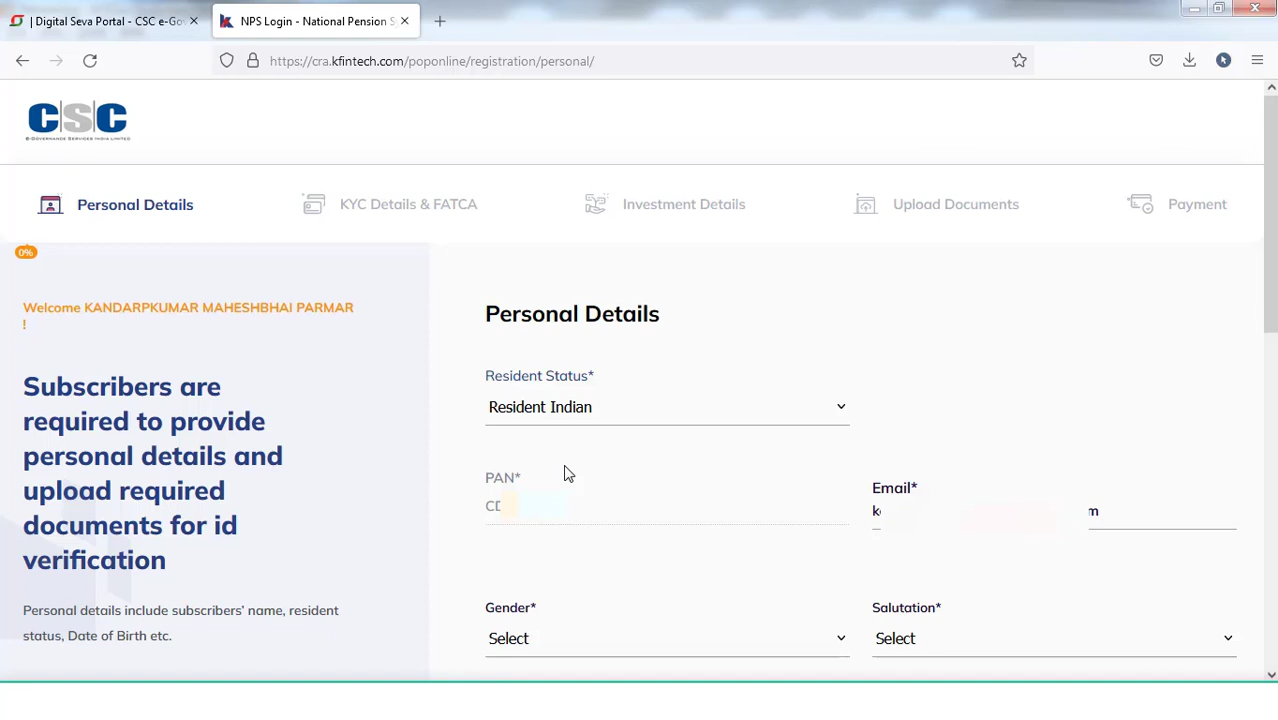 | Digital Seva Portal - CSC e-Gov
NPS Login - National Pension S
https://cra.kfintech.com/poponline/registration/personal/
CSC
E-GOVERNANCE SERVICES INDIA LIMITED
Personal Details
KYC Details & FATCA
Investment Details
Upload Documents
Payment
0%
Welcome KANDARPKUMAR MAHESHBHAI PARMAR
!
Subscribers are
required to provide
personal details and
upload required
documents for id
verification
Personal details include subscribers' name, resident
status, Date of Birth etc.
Personal Details
Resident Status*
Resident Indian
PAN*
Email*
Gender*
Select
Salutation*
Select